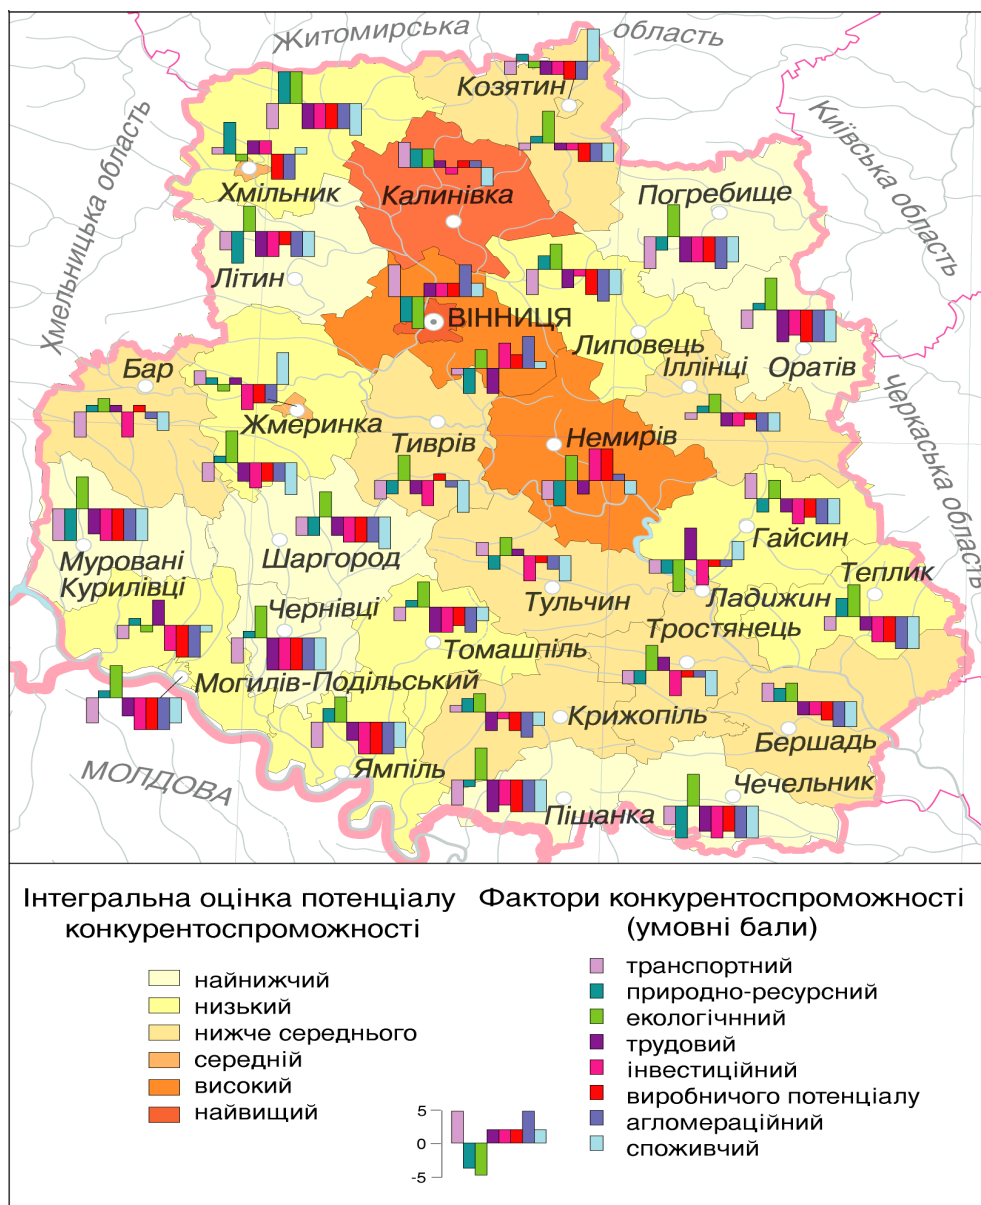 Житомирська область
Київська область
Хмельницька область
Черкаська область
МОЛДОВА
Козятин
Хмільник
Калинівка
Погребище
Літин
ВІННИЦЯ
Липовець
Оратів
Бар
Іллінці
Жмеринка
Тиврів
Немирів
Гайсин
Муровані
Курилівці
Шаргород
Теплик
Тульчин
Ладижин
Чернівці
Тростянець
Томашпіль
Могилів-Подільський
Крижопіль
Бершадь
Ямпіль
Чечельник
Піщанка
Інтегральна оцінка потенціалу
конкурентоспроможності
найнижчий
низький
нижче середнього
середній
високий
найвищий
Фактори конкурентоспроможності
(умовні бали)
транспортний
природно-ресурсний
екологічнний
трудовий
інвестиційний
виробничого потенціалу
агломераційний
споживчий
5
0
-5